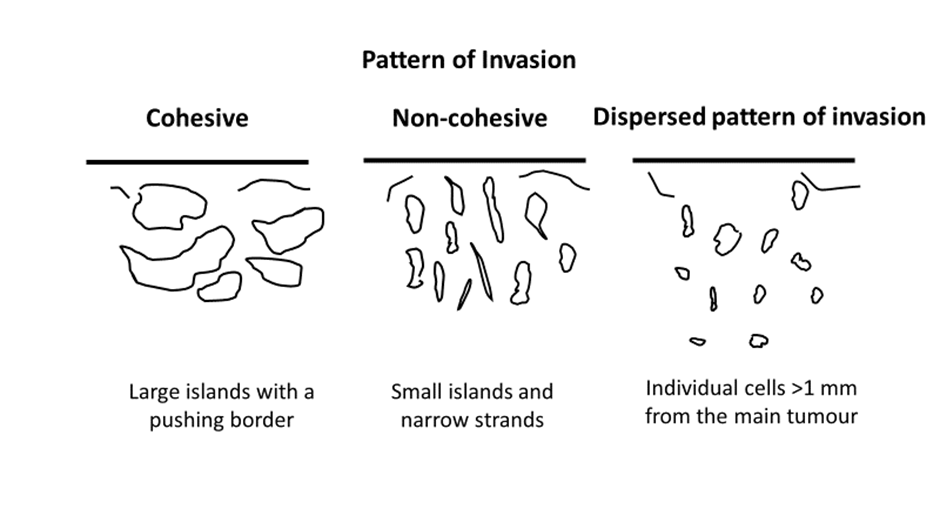 Pattern of Invasion
Cohesive
Non-cohesive
Dispersed pattern of invasion
Large islands with a
pushing border
Small islands and
narrow strands
Individual cells >1 mm
from the main tumour